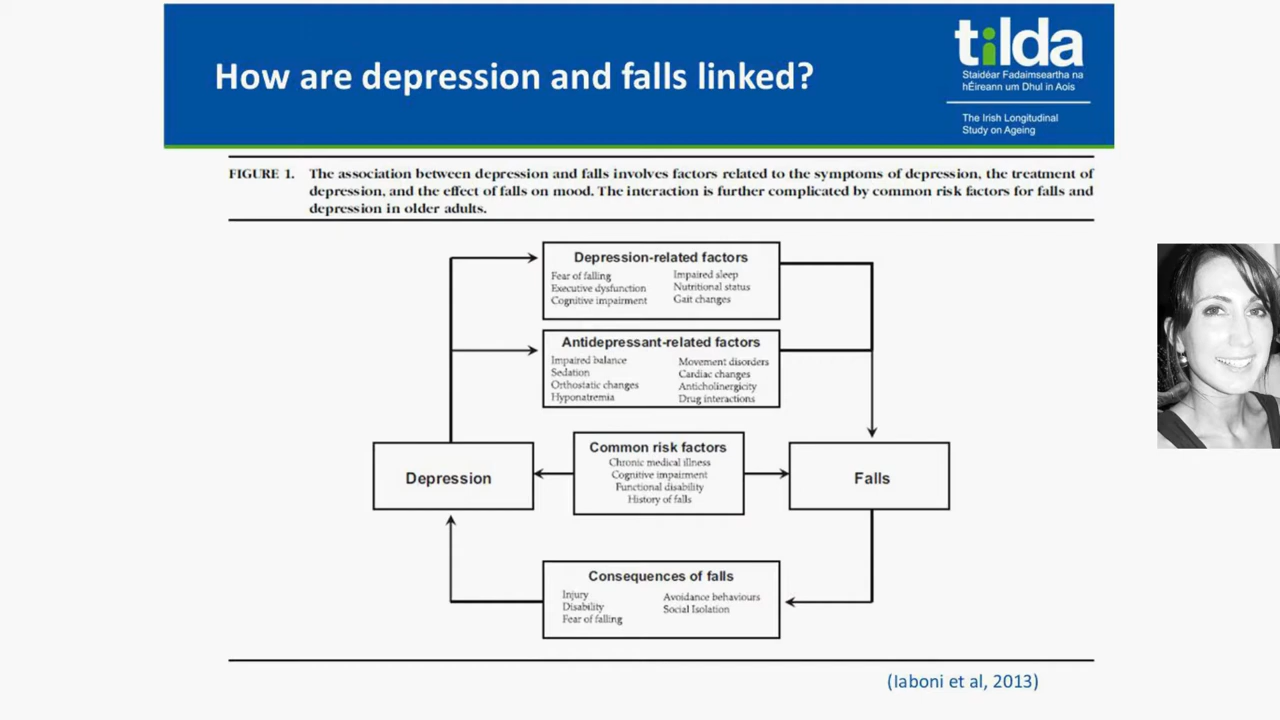 How are depression and falls linked?
tilda
Staidéar Fadaimseartha na
hÉireann um Dhul in Aois
The Irish Longitudinal
Study on Ageing
FIGURE 1. The association between depression and falls involves factors related to the symptoms of depression, the treatment of
depression, and the effect of falls on mood. The interaction is further complicated by common risk factors for falls and
depression in older adults.
Depression-related factors
Fear of falling
Executive dysfunction
Cognitive impairment
Impaired sleep
Nutritional status
Gait changes
Antidepressant-related factors
Impaired balance
Sedation
Orthostatic changes
Hyponatremia
Movement disorders
Cardiac changes
Anticholinergicity
Drug interactions
Depression
Common risk factors
Chronic medical illness
Cognitive impairment
Functional disability
History of falls
Falls
Consequences of falls
Injury
Disability
Fear of falling
Avoidance behaviours
Social Isolation
(Iaboni et al, 2013)